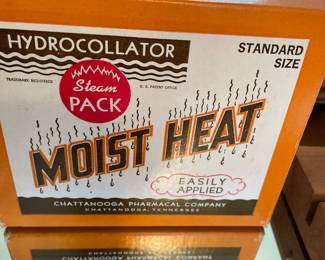 HYDROCOLLATOR
TRADEMARK REGISTERED
U. S. PATENT OFFICE
Steam
PACK
STANDARD
SIZE
MOIST HEAT
EASILY
APPLIED
CHATTANOOGA PHARMACAL COMPANY
CHATTANOOGA, TENNESSEE